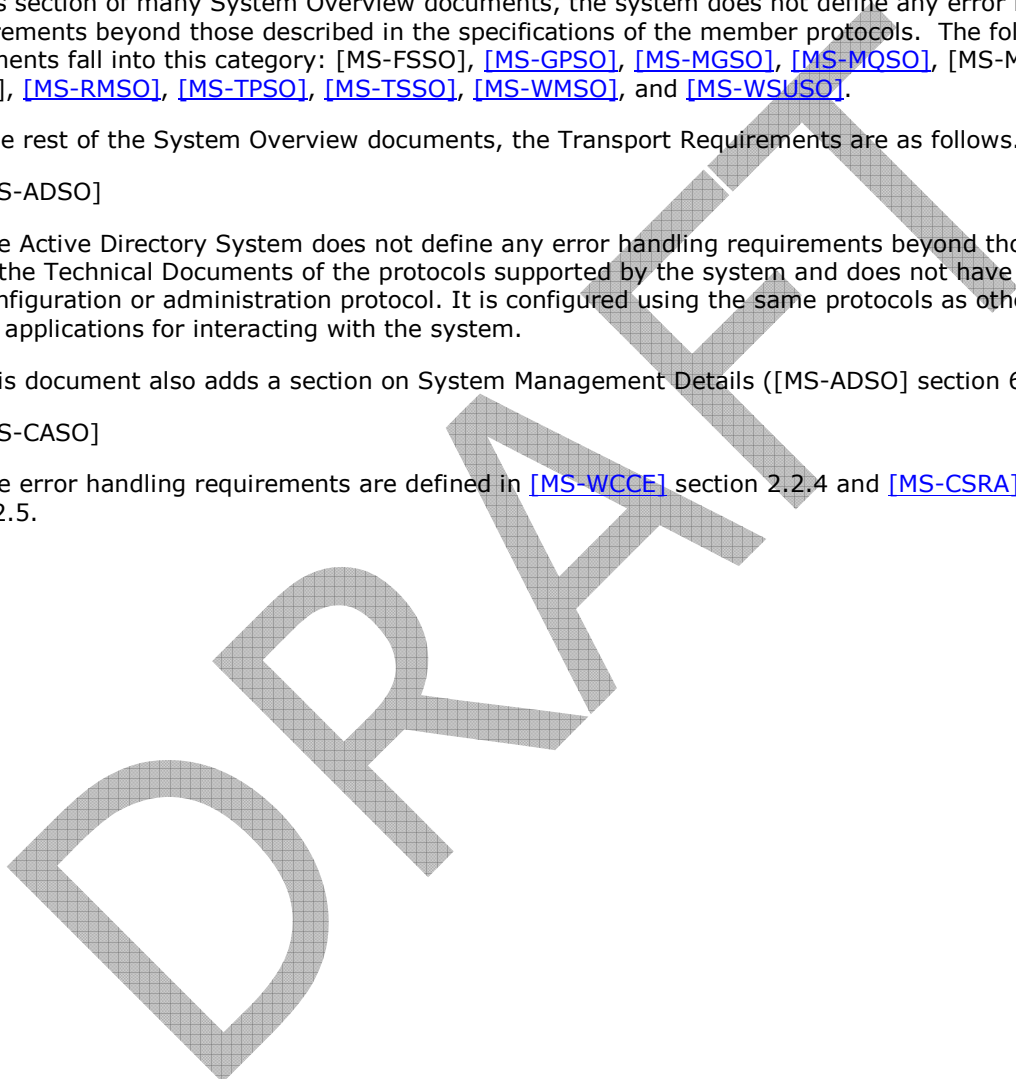 s section of many System Overview documents, the system does not define any error
rements beyond those described in the specifications of the member protocols.  The fol
ments fall into this category: [MS-FSSO], [MS-GPSO], [MS-MGSO], [MS-MQSO], [MS-M
], [MS-RMSO], [MS-TPSO], [MS-TSSO], [MS-WMSO], and [MS-WSUSO].
e rest of the System Overview documents, the Transport Requirements are as follows.
S-ADSO]
e Active Directory System does not define any error handling requirements beyond tho
the Technical Documents of the protocols supported by the system and does not have
nfiguration or administration protocol. It is configured using the same protocols as othe
applications for interacting with the system.
is document also adds a section on System Management Details ([MS-ADSO] section 6
S-CASO]
e error handling requirements are defined in [MS-WCCE] section 2.2.4 and [MS-CSRA]
2.5.
DRAFT